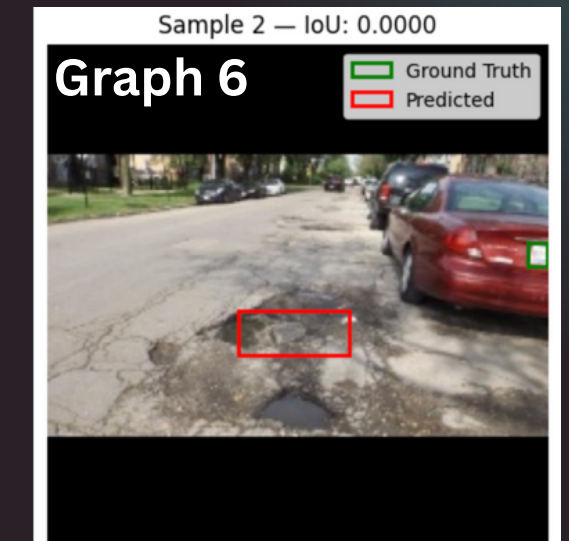 Sample 2 — IoU: 0.0000
Graph 6
Ground Truth
Predicted